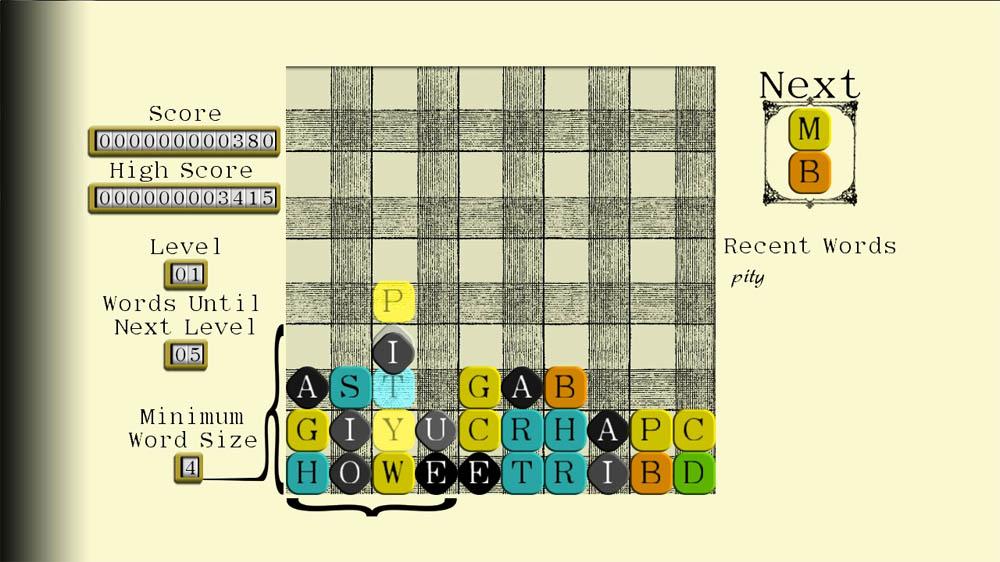 Score
000000000380
High Score
000000003415
Level
01
Words Until
Next Level
05
Minimum
Word Size
4
P
I
A S T G A B
G I Y U C R H A P C
H O W E E T R I B D
Next
M
B
Recent Words
pity